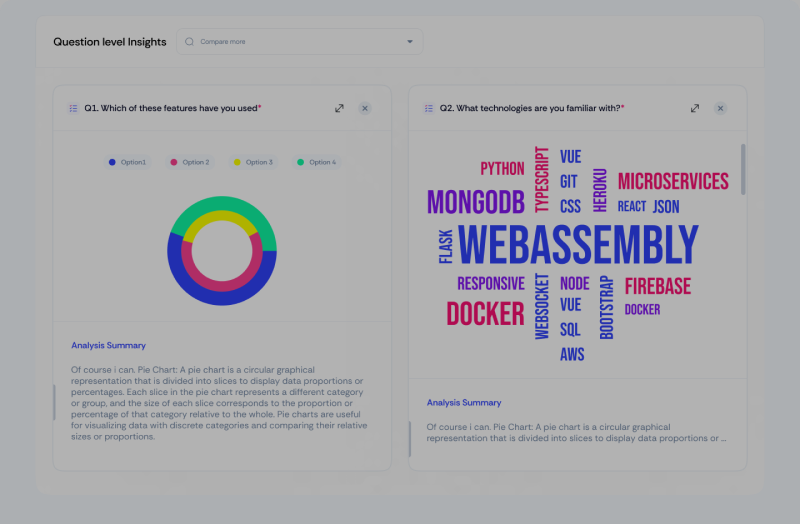 Question level Insights
Compare more
Q1. Which of these features have you used*
Option1
Option 2
Option 3
Option 4
Analysis Summary
Of course i can. Pie Chart: A pie chart is a circular graphical
representation that is divided into slices to display data proportions or
percentages. Each slice in the pie chart represents a different category
or group, and the size of each slice corresponds to the proportion or
percentage of that category relative to the whole. Pie charts are useful
for visualizing data with discrete categories and comparing their relative
sizes or proportions.
Q2. What technologies are you familiar with?*
PYTHON
TYPESCRIPT
VUE
GIT
CSS
HEROKU
MICROSERVICES
MONGODB
REACT
JSON
FLASK
WEBASSEMBLY
RESPONSIVE
WEBSOCKET
NODE
BOOTSTRAP
FIREBASE
DOCKER
VUE
DOCKER
SQL
AWS
Analysis Summary
Of course i can. Pie Chart: A pie chart is a circular graphical
representation that is divided into slices to display data proportions or ...